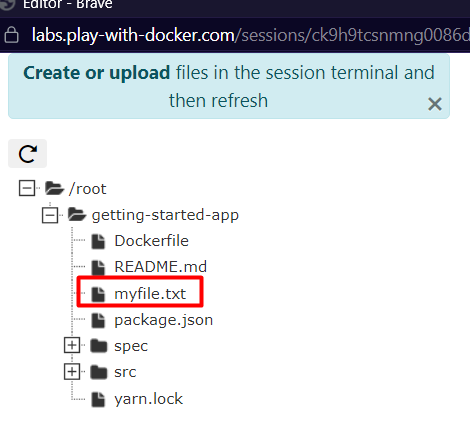 Editor - Brave
labs.play-with-docker.com/sessions/ck9h9tcsnmng0086d
Create or upload files in the session terminal and
then refresh
/root
getting-started-app
Dockerfile
README.md
myfile.txt
package.json
spec
src
yarn.lock